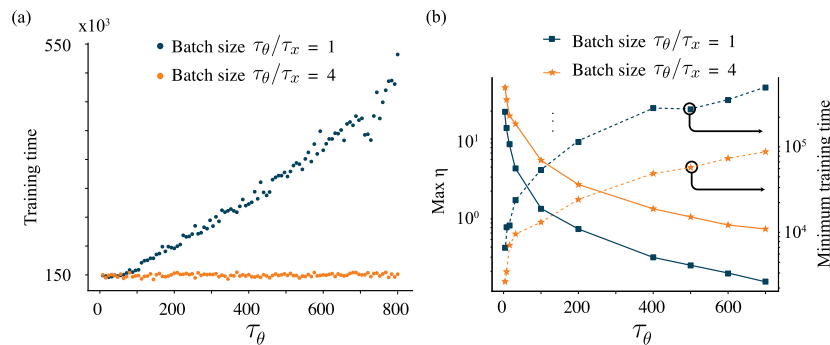 (a)
x10³
550
150
Training time
Batch size τ_θ/τ_x = 1
Batch size τ_θ/τ_x = 4
0 200 400 600 800
τ_θ
(b)
Batch size τ_θ/τ_x = 1
Batch size τ_θ/τ_x = 4
10¹
10⁰
Max η
10⁵
10⁴
Minimum training time
0 200 400 600
τ_θ